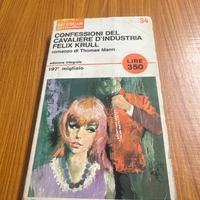 34
CONFESSIONI DEL
CAVALIERE D'INDUSTRIA
FELIX KRULL
romanzo di Thomas Mann
edizione integrale
197° migliaio
LIRE
350